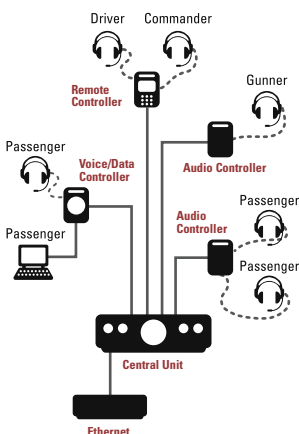 Driver
Commander
Remote
Controller
Gunner
Audio Controller
Passenger
Voice/Data
Controller
Passenger
Audio
Controller
Passenger
Passenger
Central Unit
Ethernet